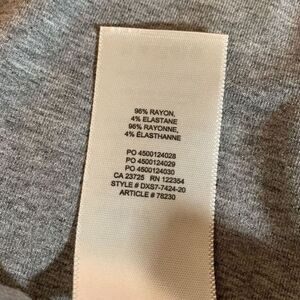 96% RAYON,
4% ELASTANE
96% RAYONNE,
4% ÉLASTHANNE
PO 4500124028
PO 4500124029
PO 4500124030
CA 23725 RN 122354
STYLE # DXS7-7424-20
ARTICLE # 78230